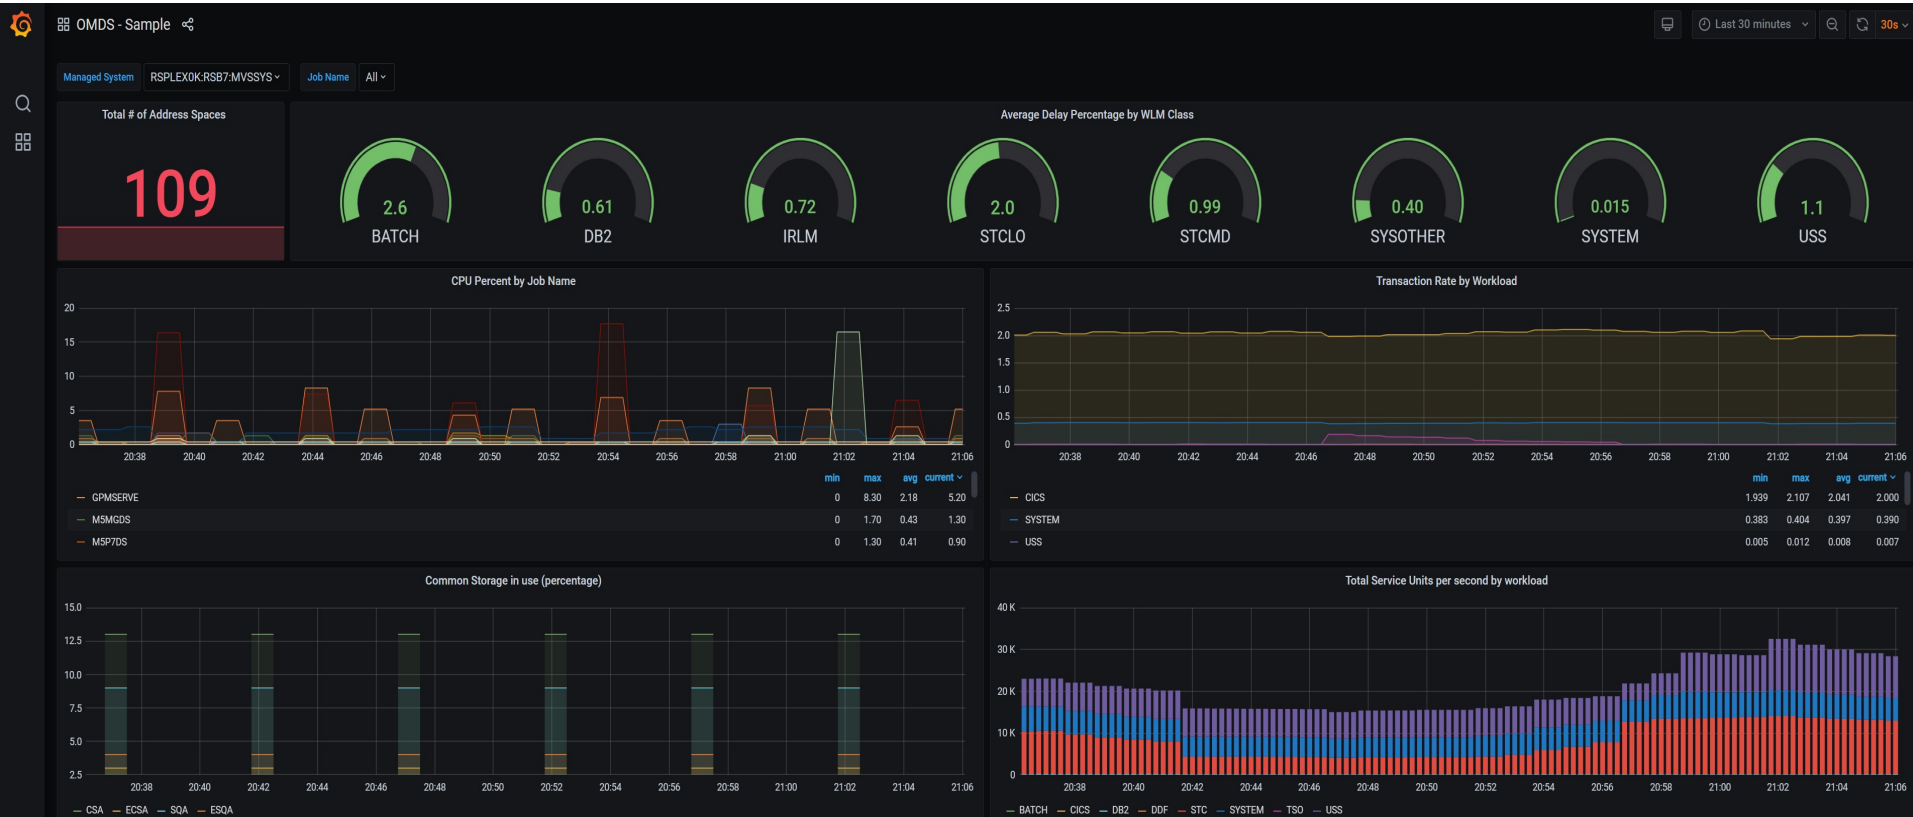 OMDS - Sample
Last 30 minutes
30s
Managed System RSPLEX0K:RSB7:MVSSYS Job Name All
Total # of Address Spaces
109
Average Delay Percentage by WLM Class
2.6 0.61 0.72 2.0 0.99 0.40 0.015 1.1
BATCH DB2 IRLM STCLO STCMD SYSOTHER SYSTEM USS
CPU Percent by Job Name
20
15
10
5
0
20:38 20:40 20:42 20:44 20:46 20:48 20:50 20:52 20:54 20:56 20:58 21:00 21:02 21:04 21:06
min max avg current
GPMSERVE 0 8.30 2.18 5.20
M5MGDS 0 1.70 0.43 1.30
M5P7DS 0 1.30 0.41 0.90
Transaction Rate by Workload
2.5
2.0
1.5
1.0
0.5
0
20:38 20:40 20:42 20:44 20:46 20:48 20:50 20:52 20:54 20:56 20:58 21:00 21:02 21:04 21:06
min max avg current
CICS 1.939 2.107 2.041 2.000
SYSTEM 0.383 0.404 0.397 0.390
USS 0.005 0.012 0.008 0.007
Common Storage in use (percentage)
15.0
12.5
10.0
7.5
5.0
2.5
20:38 20:40 20:42 20:44 20:46 20:48 20:50 20:52 20:54 20:56 20:58 21:00 21:02 21:04 21:06
CSA ECSA SQA ESQA
Total Service Units per second by workload
40 K
30 K
20 K
10 K
0
20:38 20:40 20:42 20:44 20:46 20:48 20:50 20:52 20:54 20:56 20:58 21:00 21:02 21:04 21:06
BATCH CICS DB2 DDF STC SYSTEM TSO USS